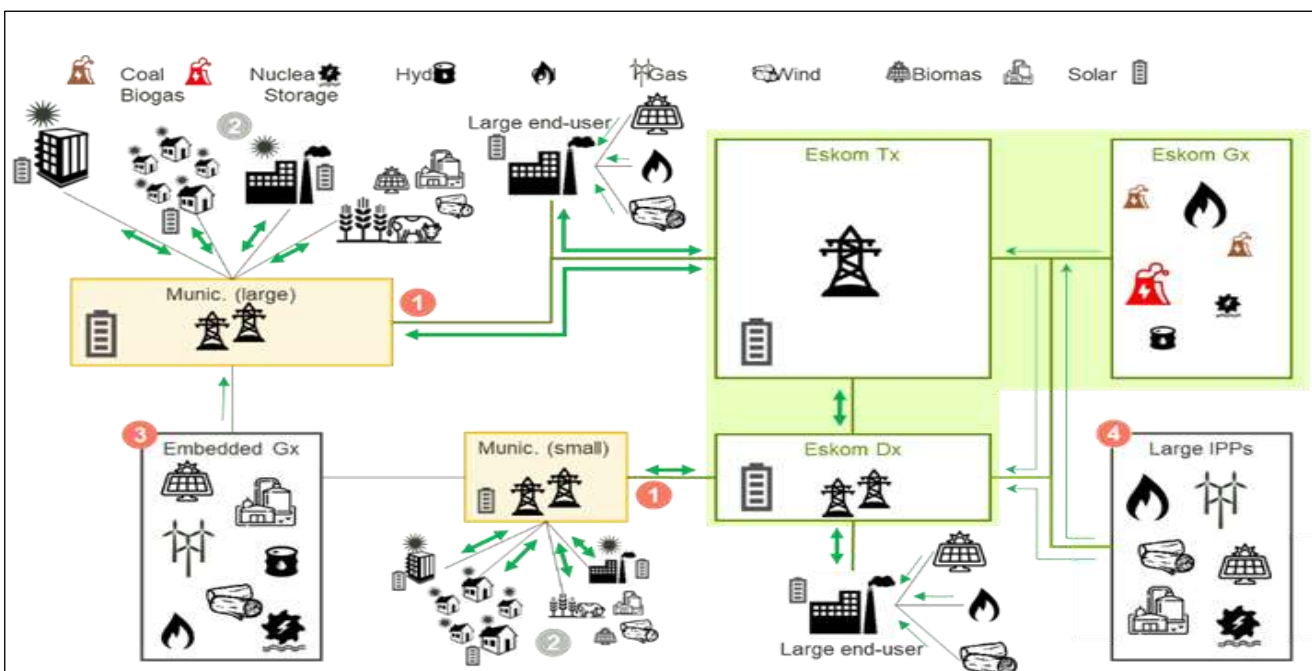 Coal Nuclea Hyd Gas Wind Biomas Solar
Biogas Storage
2
Large end-user
Eskom Tx
Eskom Gx
Munic. (large)
1
3
Embedded Gx
Munic. (small)
1
Eskom Dx
4
Large IPPs
2
Large end-user